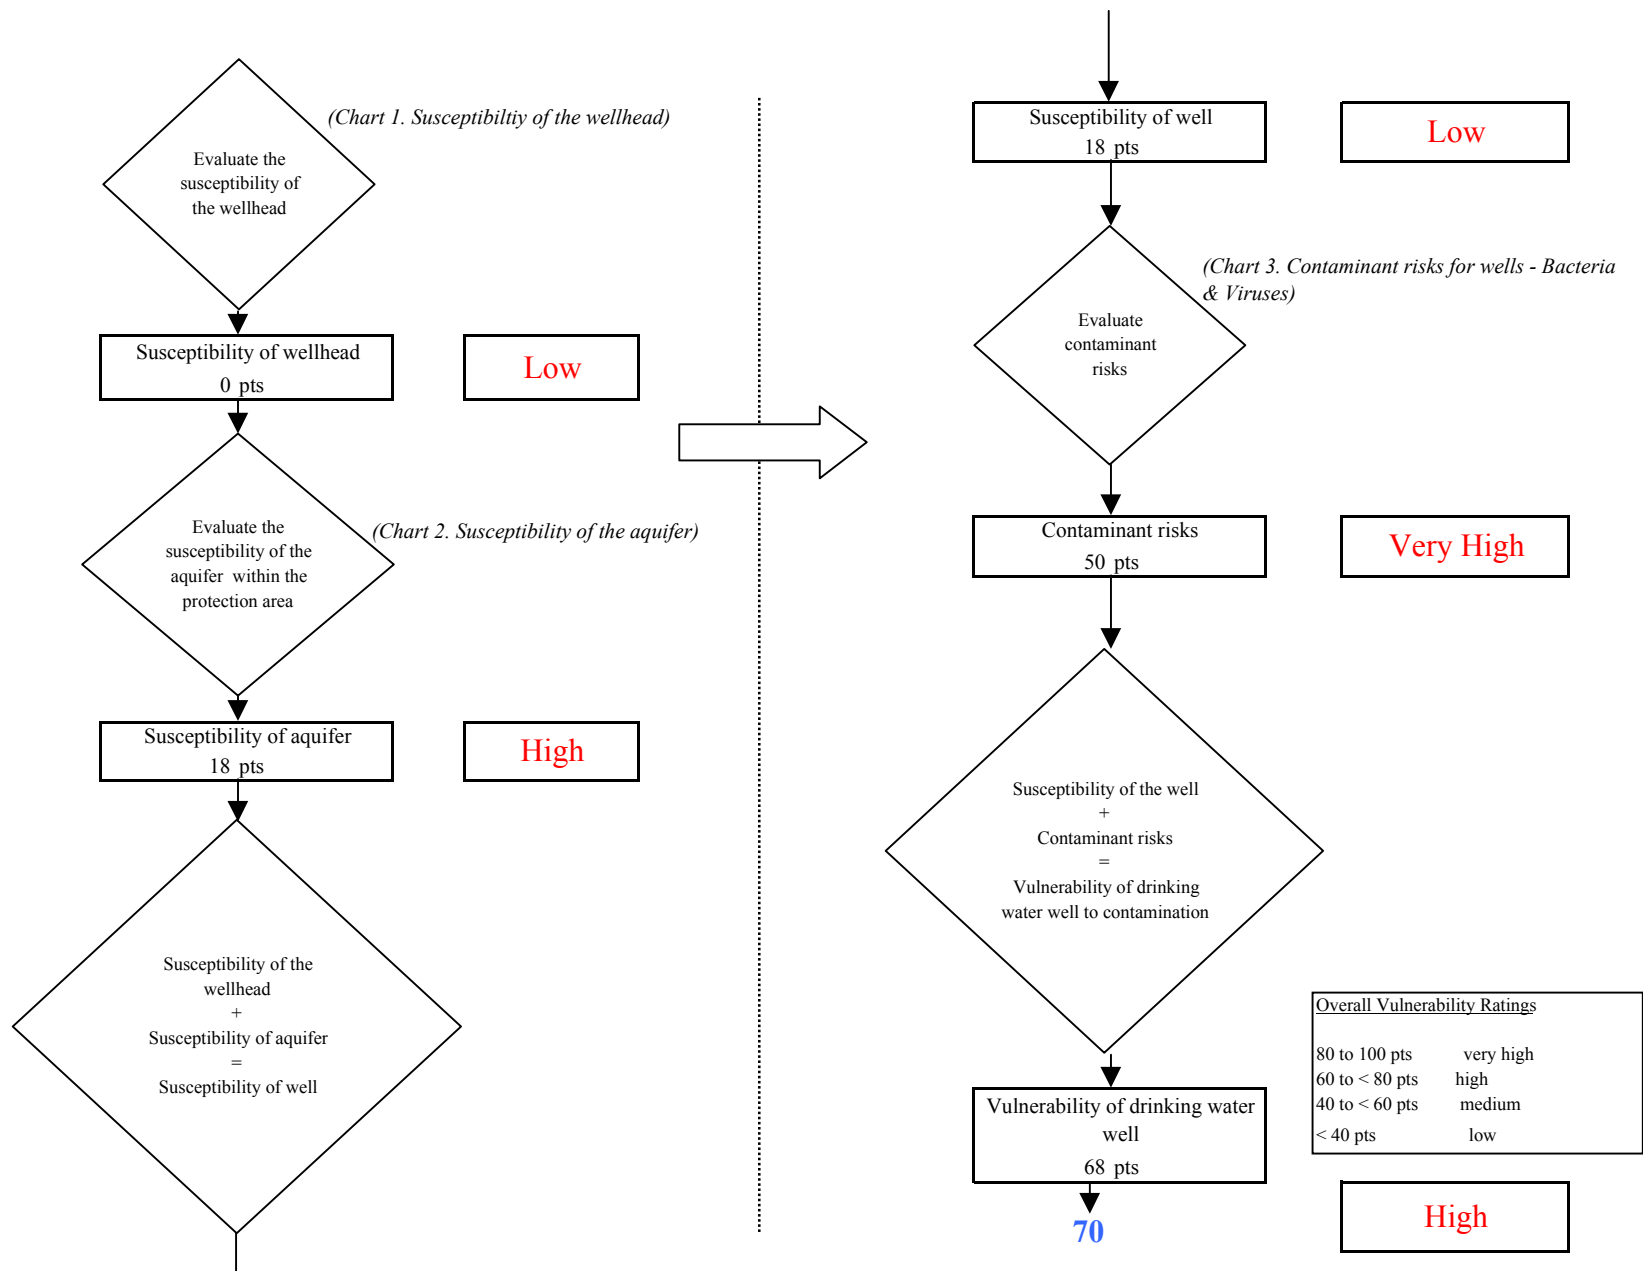 (Chart 1. Susceptibiltiy of the wellhead)
Evaluate the
susceptibility of
the wellhead
Susceptibility of wellhead
0 pts
Low
Evaluate the
susceptibility of the
aquifer within the
protection area
(Chart 2. Susceptibility of the aquifer)
Susceptibility of aquifer
18 pts
High
Susceptibility of the
wellhead
+
Susceptibility of aquifer
=
Susceptibility of well
Susceptibility of well
18 pts
Low
(Chart 3. Contaminant risks for wells - Bacteria
& Viruses)
Evaluate
contaminant
risks
Contaminant risks
50 pts
Very High
Susceptibility of the well
+
Contaminant risks
=
Vulnerability of drinking
water well to contamination
Overall Vulnerability Ratings
80 to 100 pts very high
60 to < 80 pts high
40 to < 60 pts medium
< 40 pts low
Vulnerability of drinking water
well
68 pts
70
High